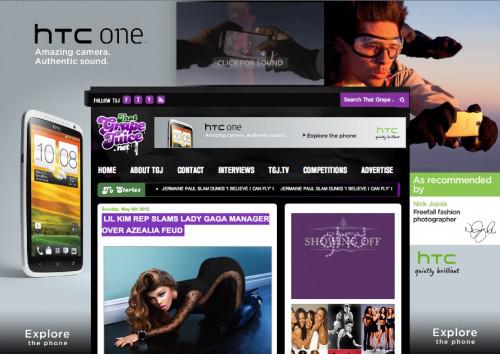 htc one
Amazing camera.
Authentic sound.
CLICK FOR SOUND
FOLLOW TGJ
Search That Grape
That
Grape
Juice
.net
htc one
Amazing camera. Authentic sound.
Explore the phone
htc
quietly brilliant
HOME ABOUT TGJ CONTACT INTERVIEWS TGJ.TV COMPETITIONS ADVERTISE
JERMAINE PAUL SLAM DUNKS 'I BELIEVE I CAN FLY' (
JERMAINE PAUL SLAM DUNKS 'I BELIEVE I CAN F
Sunday, May 6th 2012
LIL KIM REP SLAMS LADY GAGA MANAGER
OVER AZEALIA FEUD
SHOWING OFF
As recommended
by
Nick Jojola
Freefall fashion
photographer
htc
quietly brilliant
Explore
the phone
Explore
the phone